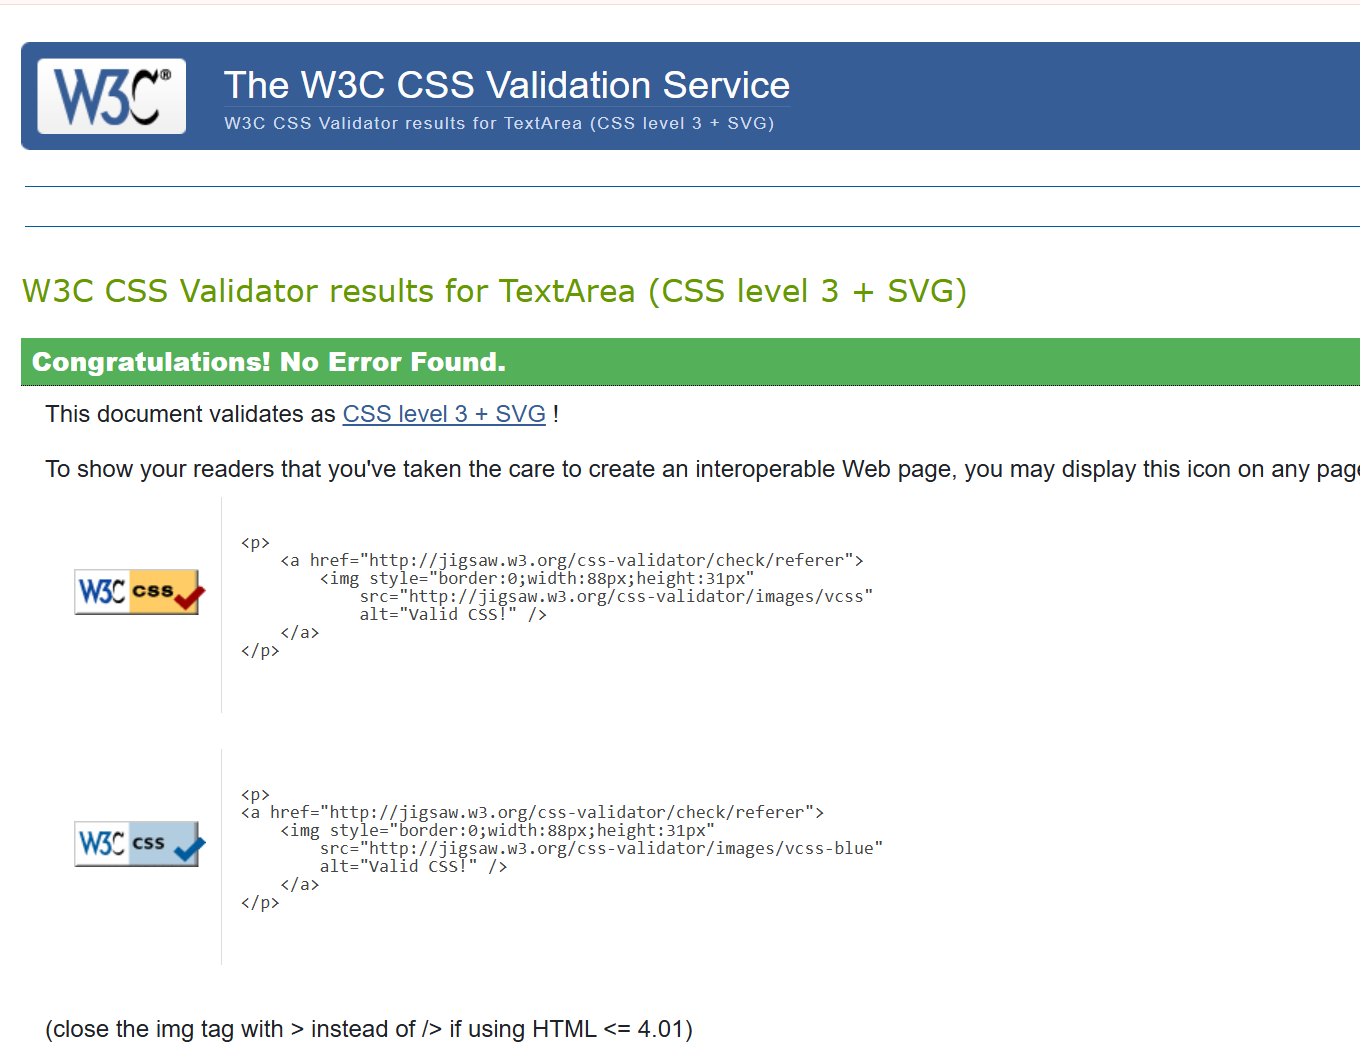 W3C®
The W3C CSS Validation Service
W3C CSS Validator results for TextArea (CSS level 3 + SVG)
W3C CSS Validator results for TextArea (CSS level 3 + SVG)
Congratulations! No Error Found.
This document validates as CSS level 3 + SVG !
To show your readers that you've taken the care to create an interoperable Web page, you may display this icon on any page
W3C css
<p>
    <a href="http://jigsaw.w3.org/css-validator/check/referer">
        <img style="border:0;width:88px;height:31px"
            src="http://jigsaw.w3.org/css-validator/images/vcss"
            alt="Valid CSS!" />
    </a>
</p>
W3C css
<p>
<a href="http://jigsaw.w3.org/css-validator/check/referer">
    <img style="border:0;width:88px;height:31px"
        src="http://jigsaw.w3.org/css-validator/images/vcss-blue"
        alt="Valid CSS!" />
    </a>
</p>
(close the img tag with > instead of /> if using HTML <= 4.01)